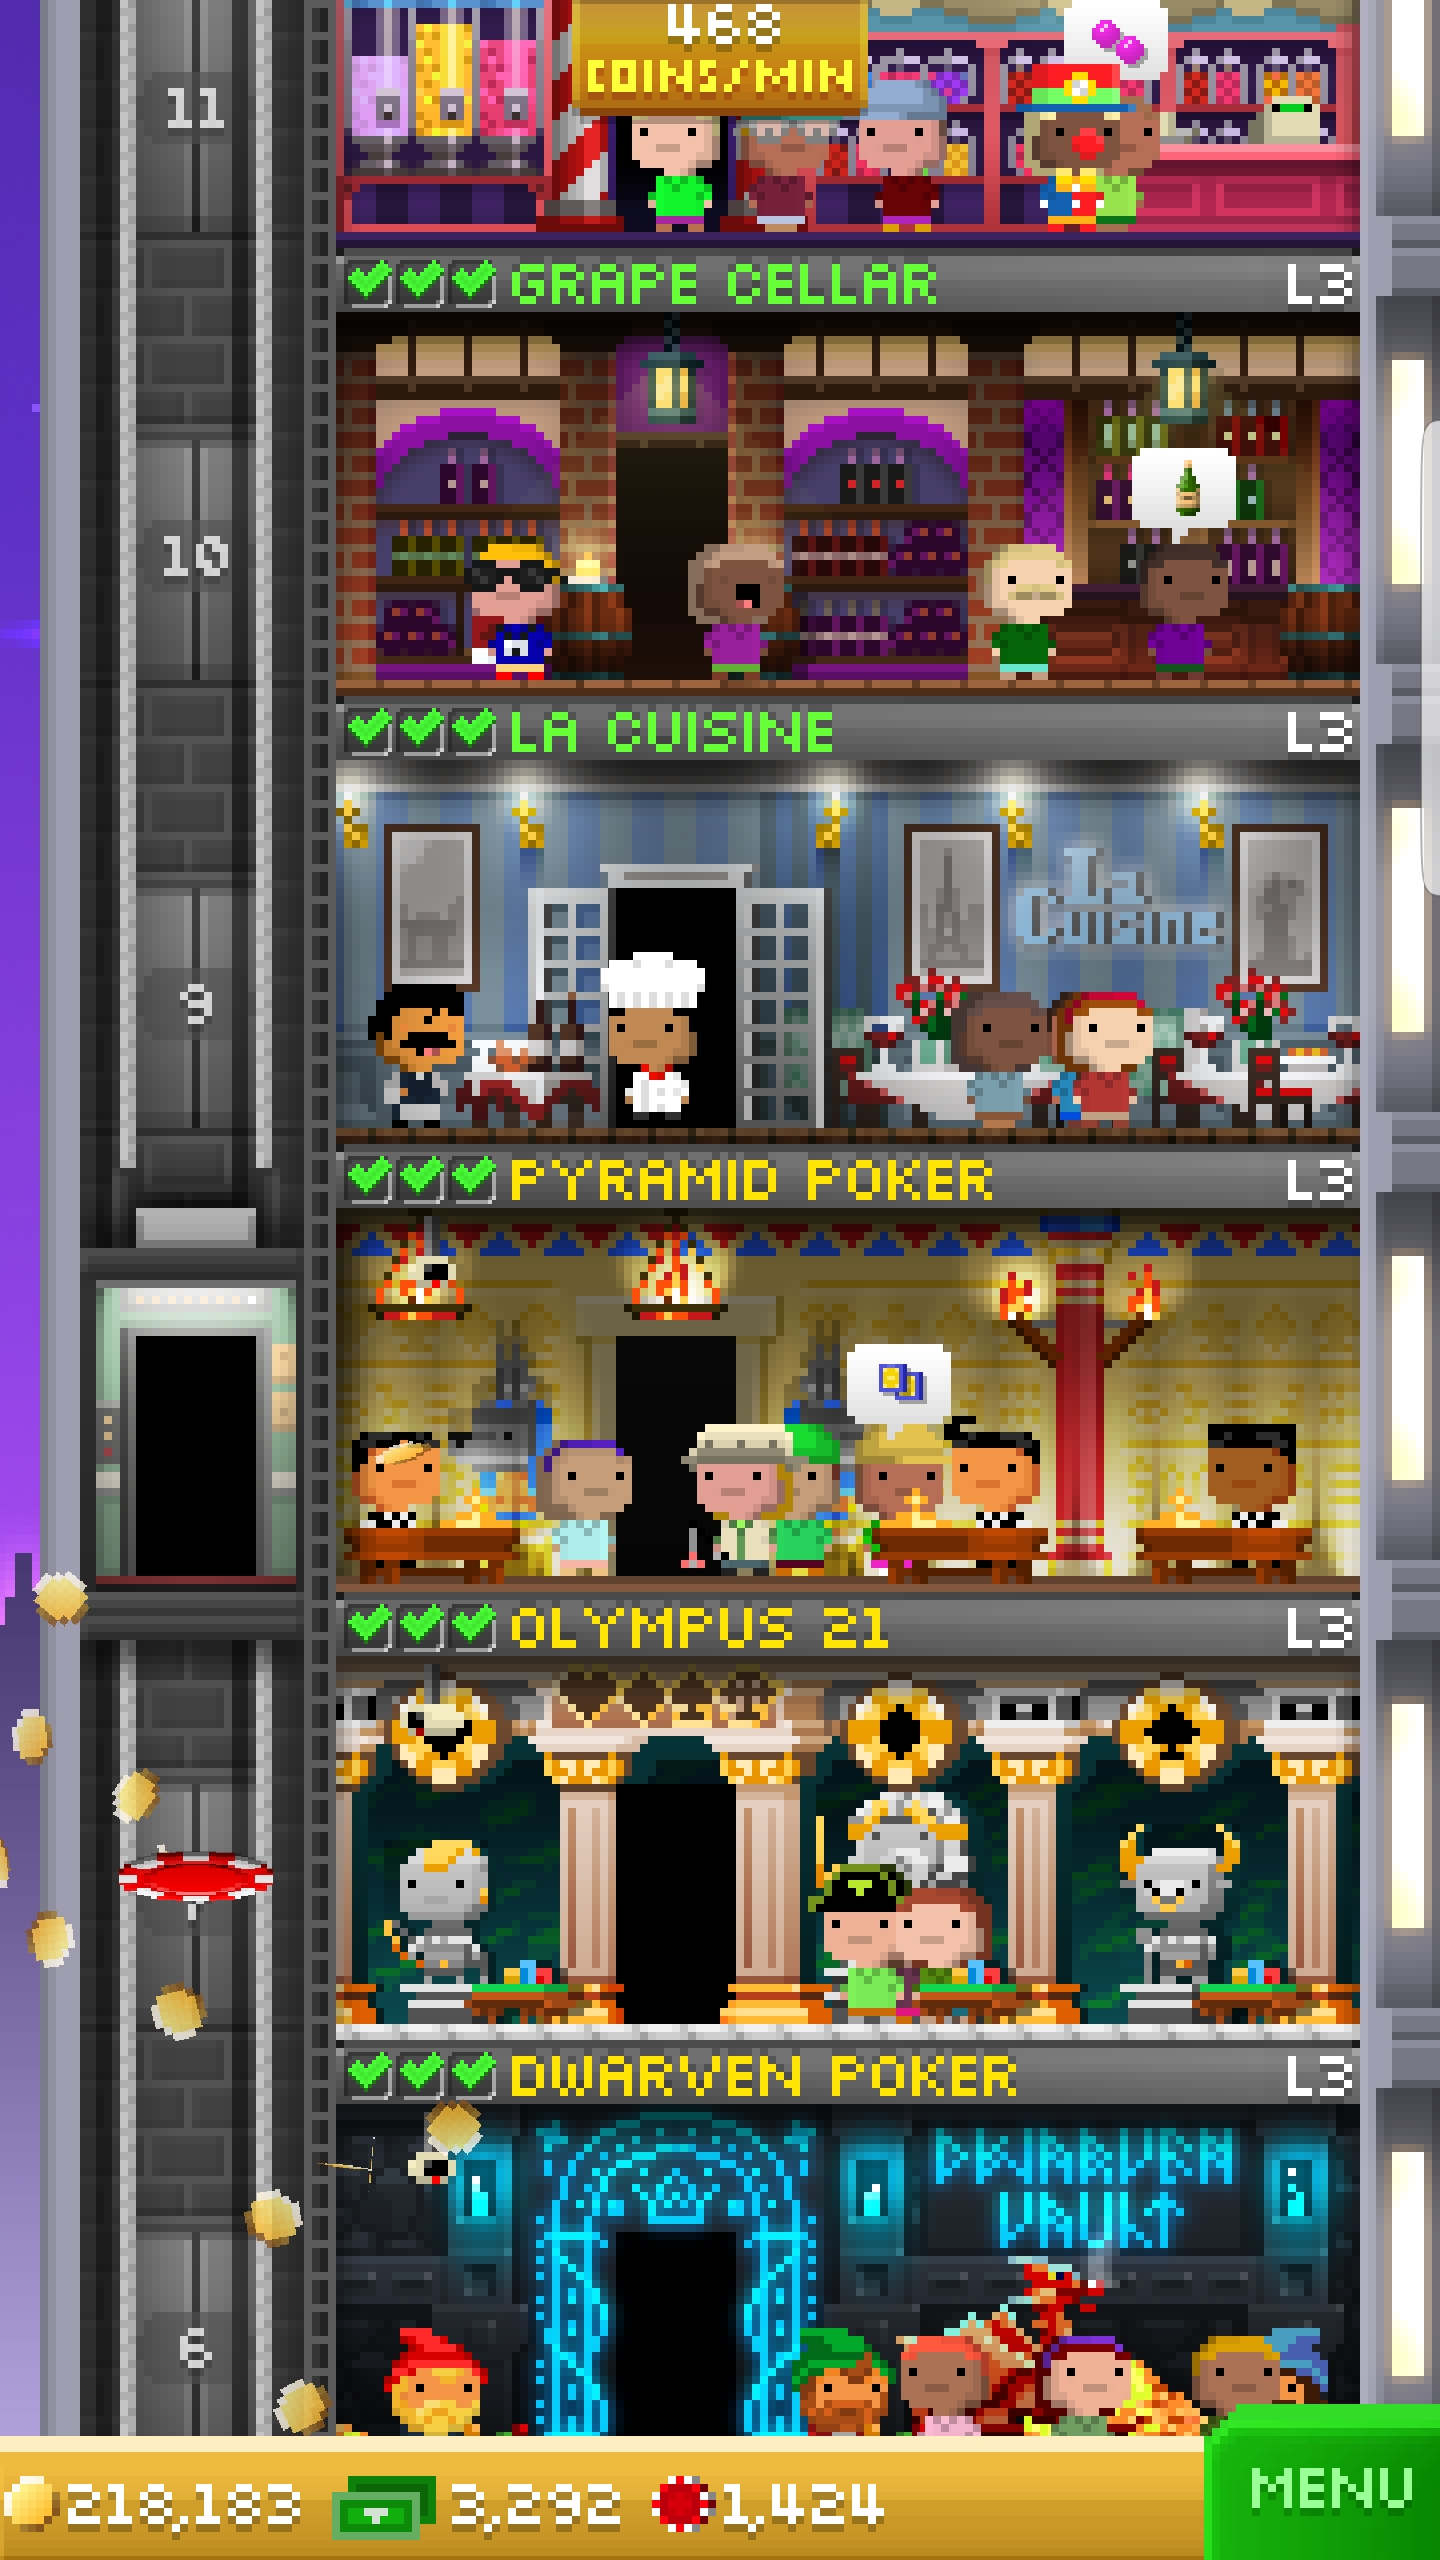 468
COINS/MIN
11
GRAPE CELLAR L3
10
LA CUISINE L3
La
Cuisine
9
PYRAMID POKER L3
OLYMPUS 21 L3
DWARVEN POKER L3
DWARVEN
VAULT
6
218,183 3,292 1,424 MENU